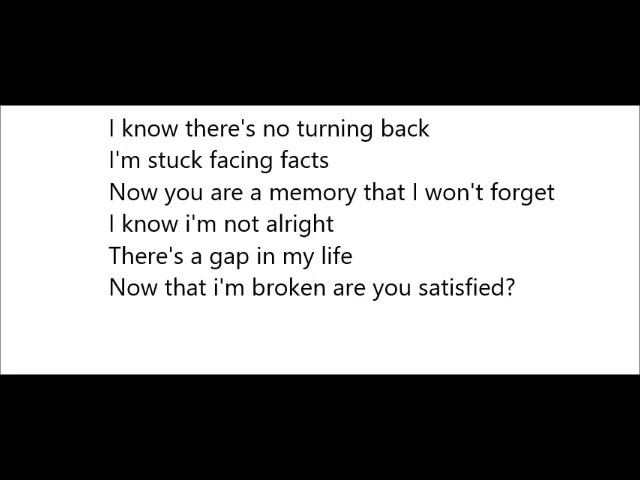 I know there's no turning back
I'm stuck facing facts
Now you are a memory that I won't forget
I know i'm not alright
There's a gap in my life
Now that i'm broken are you satisfied?